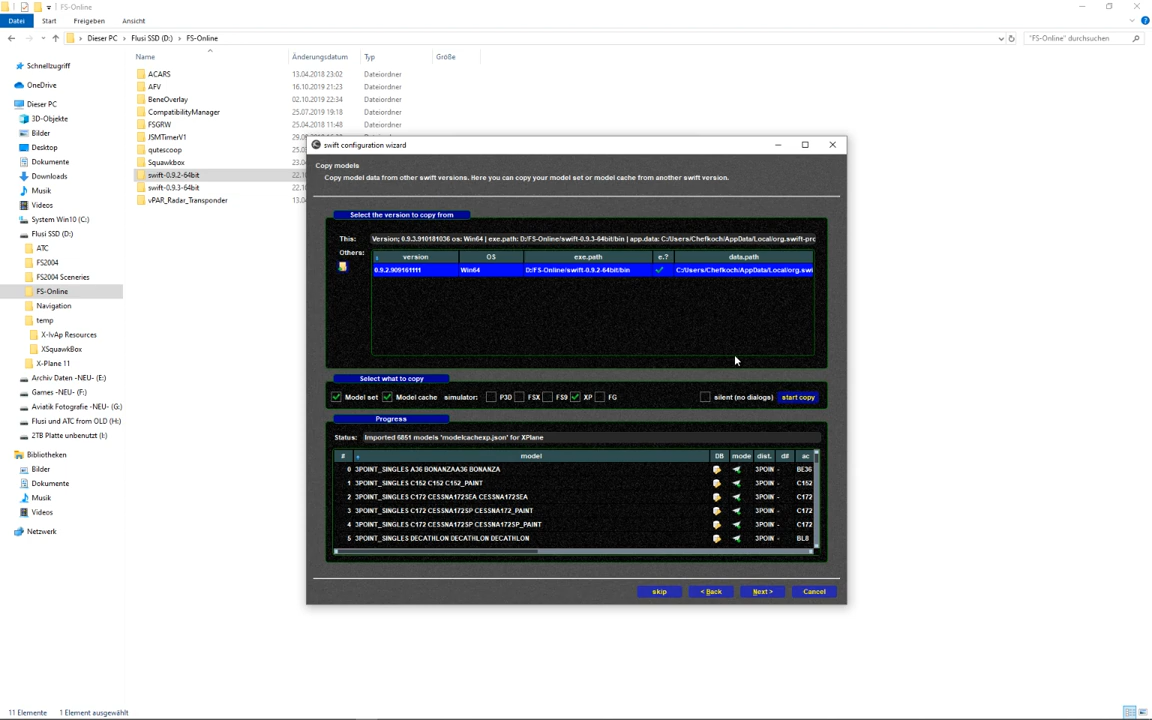 FS-Online
Datei Start Freigeben Ansicht
Dieser PC Flusi SSD (D:) FS-Online
"FS-Online" durchsuchen
Name Änderungsdatum Typ Größe
Schnellzugriff
OneDrive
Dieser PC
3D-Objekte
Bilder
Desktop
Dokumente
Downloads
Musik
Videos
System Win10 (C:)
Flusi SSD (D:)
ATC
FS2004
FS2004 Sceneries
FS-Online
Navigation
temp
X-IvAp Resources
XSquawkBox
X-Plane 11
Archiv Daten -NEU- (E:)
Games -NEU- (F:)
Aviatik Fotografie -NEU- (G:)
Flusi und ATC from OLD (H:)
2TB Platte unbenutzt (I:)
Bibliotheken
Bilder
Dokumente
Musik
Videos
Netzwerk
ACARS 13.04.2018 23:02 Dateiordner
AFV 16.10.2019 21:23 Dateiordner
BeneOverlay 02.10.2019 22:34 Dateiordner
CompatibilityManager 25.07.2019 19:18 Dateiordner
FSGRW 25.04.2018 11:48 Dateiordner
JSMTimerV1
qutescoop
Squawkbox
swift-0.9.2-64bit
swift-0.9.3-64bit
vPAR_Radar_Transponder
swift configuration wizard
Copy models
Copy model data from other swift versions. Here you can copy your model set or model cache from another swift version.
Select the version to copy from
This: Version; 0.9.3.910181036 os: Win64 | exe.path: D:/FS-Online/swift-0.9.3-64bit/bin | app.data: C:/Users/Chefkoch/AppData/Local/org.swift-prc
Others: version OS exe.path e.? data.path
0.9.2.909161111 Win64 D:/FS-Online/swift-0.9.2-64bit/bin C:/Users/Chefkoch/AppData/Local/org.swi
Select what to copy
Model set Model cache simulator: P3D FSX FS9 XP FG silent (no dialogs) start copy
Progress
Status: Imported 6851 models 'modelcachexp.json' for XPlane
# model DB mode dist. d# ac
0 3POINT_SINGLES A36 BONANZAA36 BONANZA 3POIN - BE36
1 3POINT_SINGLES C152 C152 C152_PAINT 3POIN - C152
2 3POINT_SINGLES C172 CESSNA172SEA CESSNA172SEA 3POIN - C172
3 3POINT_SINGLES C172 CESSNA172SP CESSNA172_PAINT 3POIN - C172
4 3POINT_SINGLES C172 CESSNA172SP CESSNA172SP_PAINT 3POIN - C172
5 3POINT_SINGLES DECATHLON DECATHLON DECATHLON 3POIN - BL8
skip < Back Next > Cancel
11 Elemente 1 Element ausgewählt